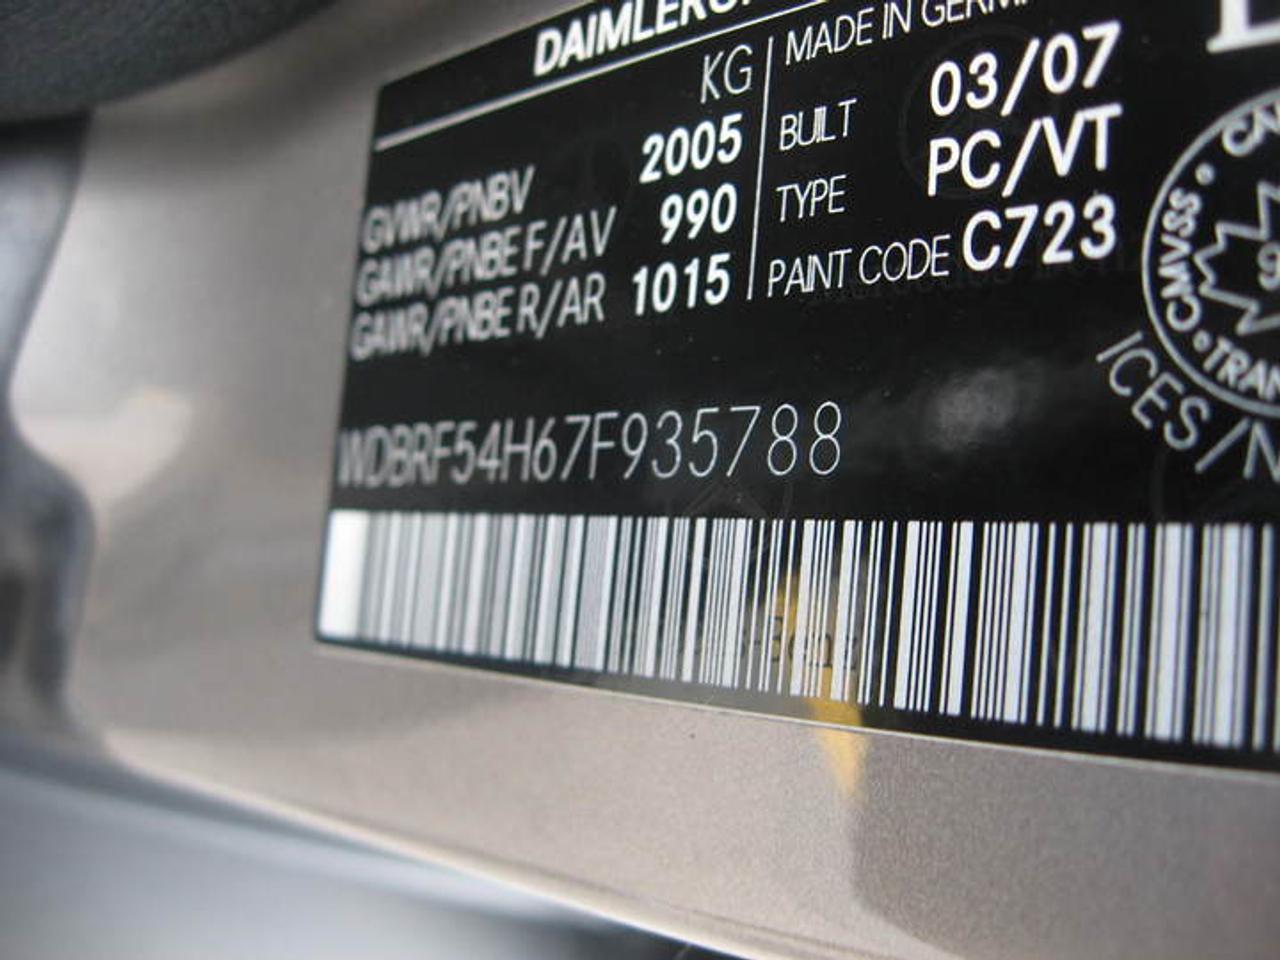 KG
MADE IN
GVWR/PNBV 2005
GAWR/PNBE F/AV 990
GAWR/PNBE R/AR 1015
BUILT 03/07
TYPE PC/VT
PAINT CODE C723
WDBRF54H67F935788
CMVSS